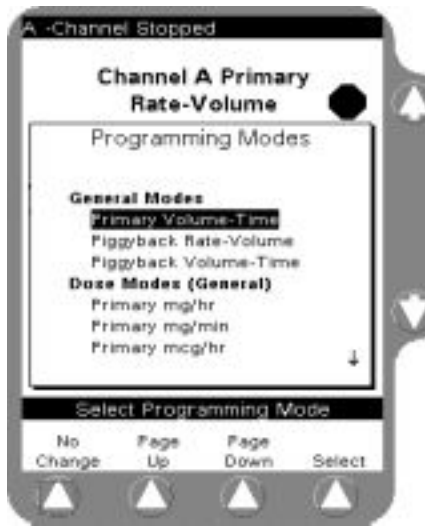 A -Channel Stopped
Channel A Primary
Rate-Volume
Programming Modes
General Modes
Primary Volume-Time
Piggyback Rate-Volume
Piggyback Volume-Time
Dose Modes (General)
Primary mg/hr
Primary mg/min
Primary mcg/hr
↓
Select Programming Mode
No Change
Page Up
Page Down
Select